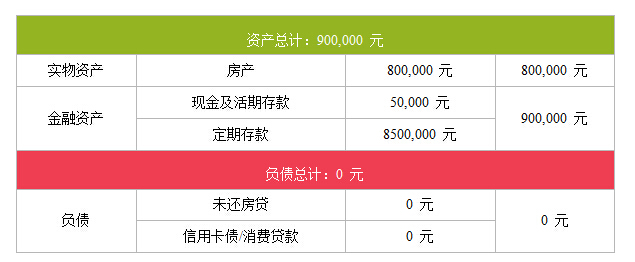 资产总计：900,000 元
实物资产 房产 800,000 元 800,000 元
现金及活期存款 50,000 元
金融资产 900,000 元
定期存款 8500,000 元
负债总计：0 元
未还房贷 0 元
负债 0 元
信用卡债/消费贷款 0 元